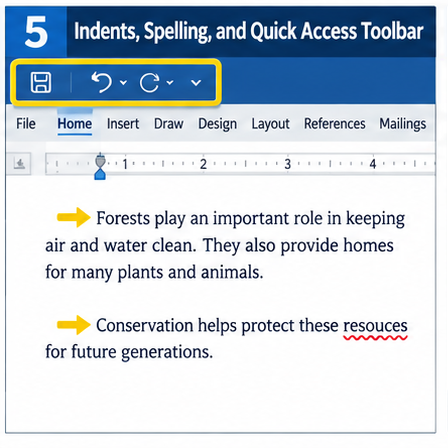 5 Indents, Spelling, and Quick Access Toolbar
File Home Insert Draw Design Layout References Mailings
1 2 3 4
Forests play an important role in keeping
air and water clean. They also provide homes
for many plants and animals.
Conservation helps protect these resouces
for future generations.